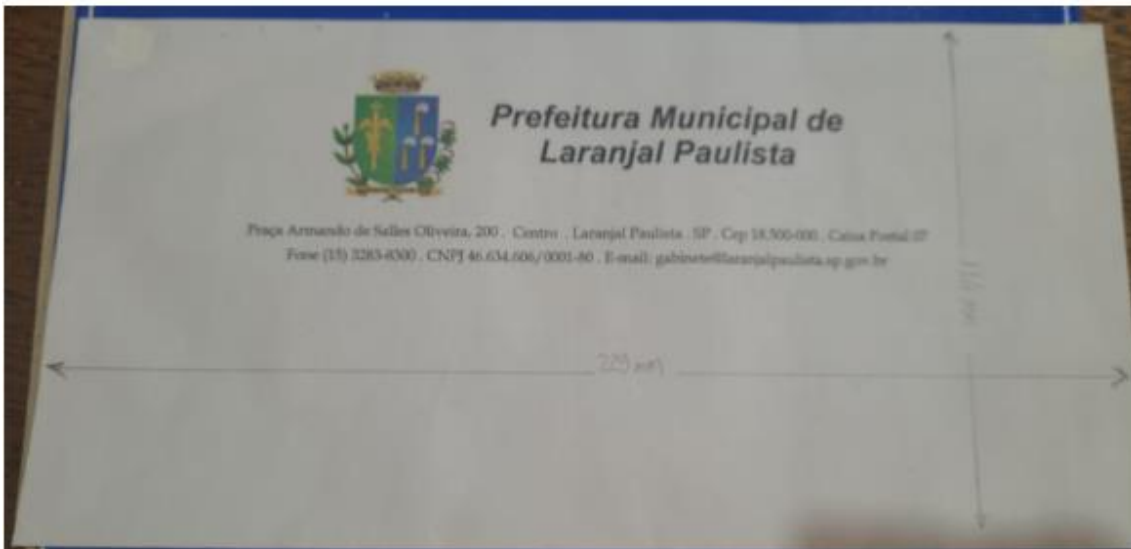 Prefeitura Municipal de
Laranjal Paulista
Praça Armando de Salles Oliveira, 200 . Centro . Laranjal Paulista . SP . Cep 18.500-000 . Caixa Postal 07
Fone (15) 3283-8300 . CNPJ 46.634.606/0001-80 . E-mail: gabinete@laranjalpaulista.sp.gov.br
229 mm